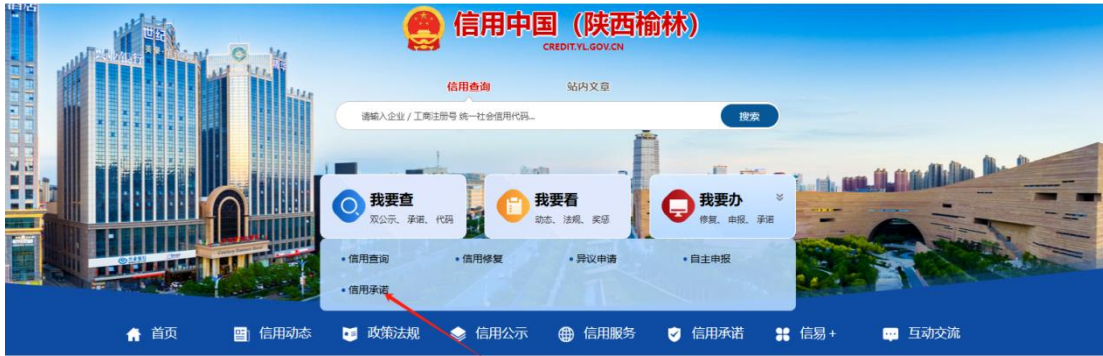 信用中国（陕西榆林）
CREDIT.YL.GOV.CN
信用查询 站内文章
请输入企业 / 工商注册号 统一社会信用代码... 搜索
我要查 我要看 我要办
双公示、承诺、代码 动态、法规、奖惩 修复、申报、承诺
• 信用查询 • 信用修复 • 异议申请 • 自主申报
• 信用承诺
首页 信用动态 政策法规 信用公示 信用服务 信用承诺 信易 + 互动交流